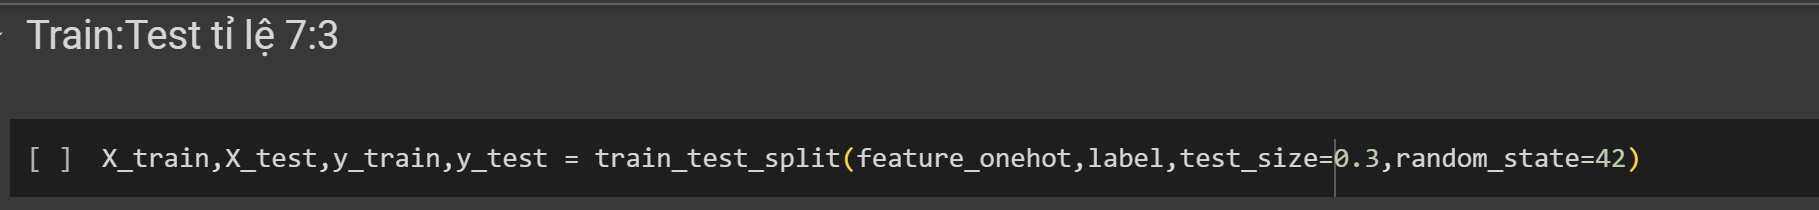 Train:Test tỉ lệ 7:3
[ ] X_train,X_test,y_train,y_test = train_test_split(feature_onehot,label,test_size=0.3,random_state=42)